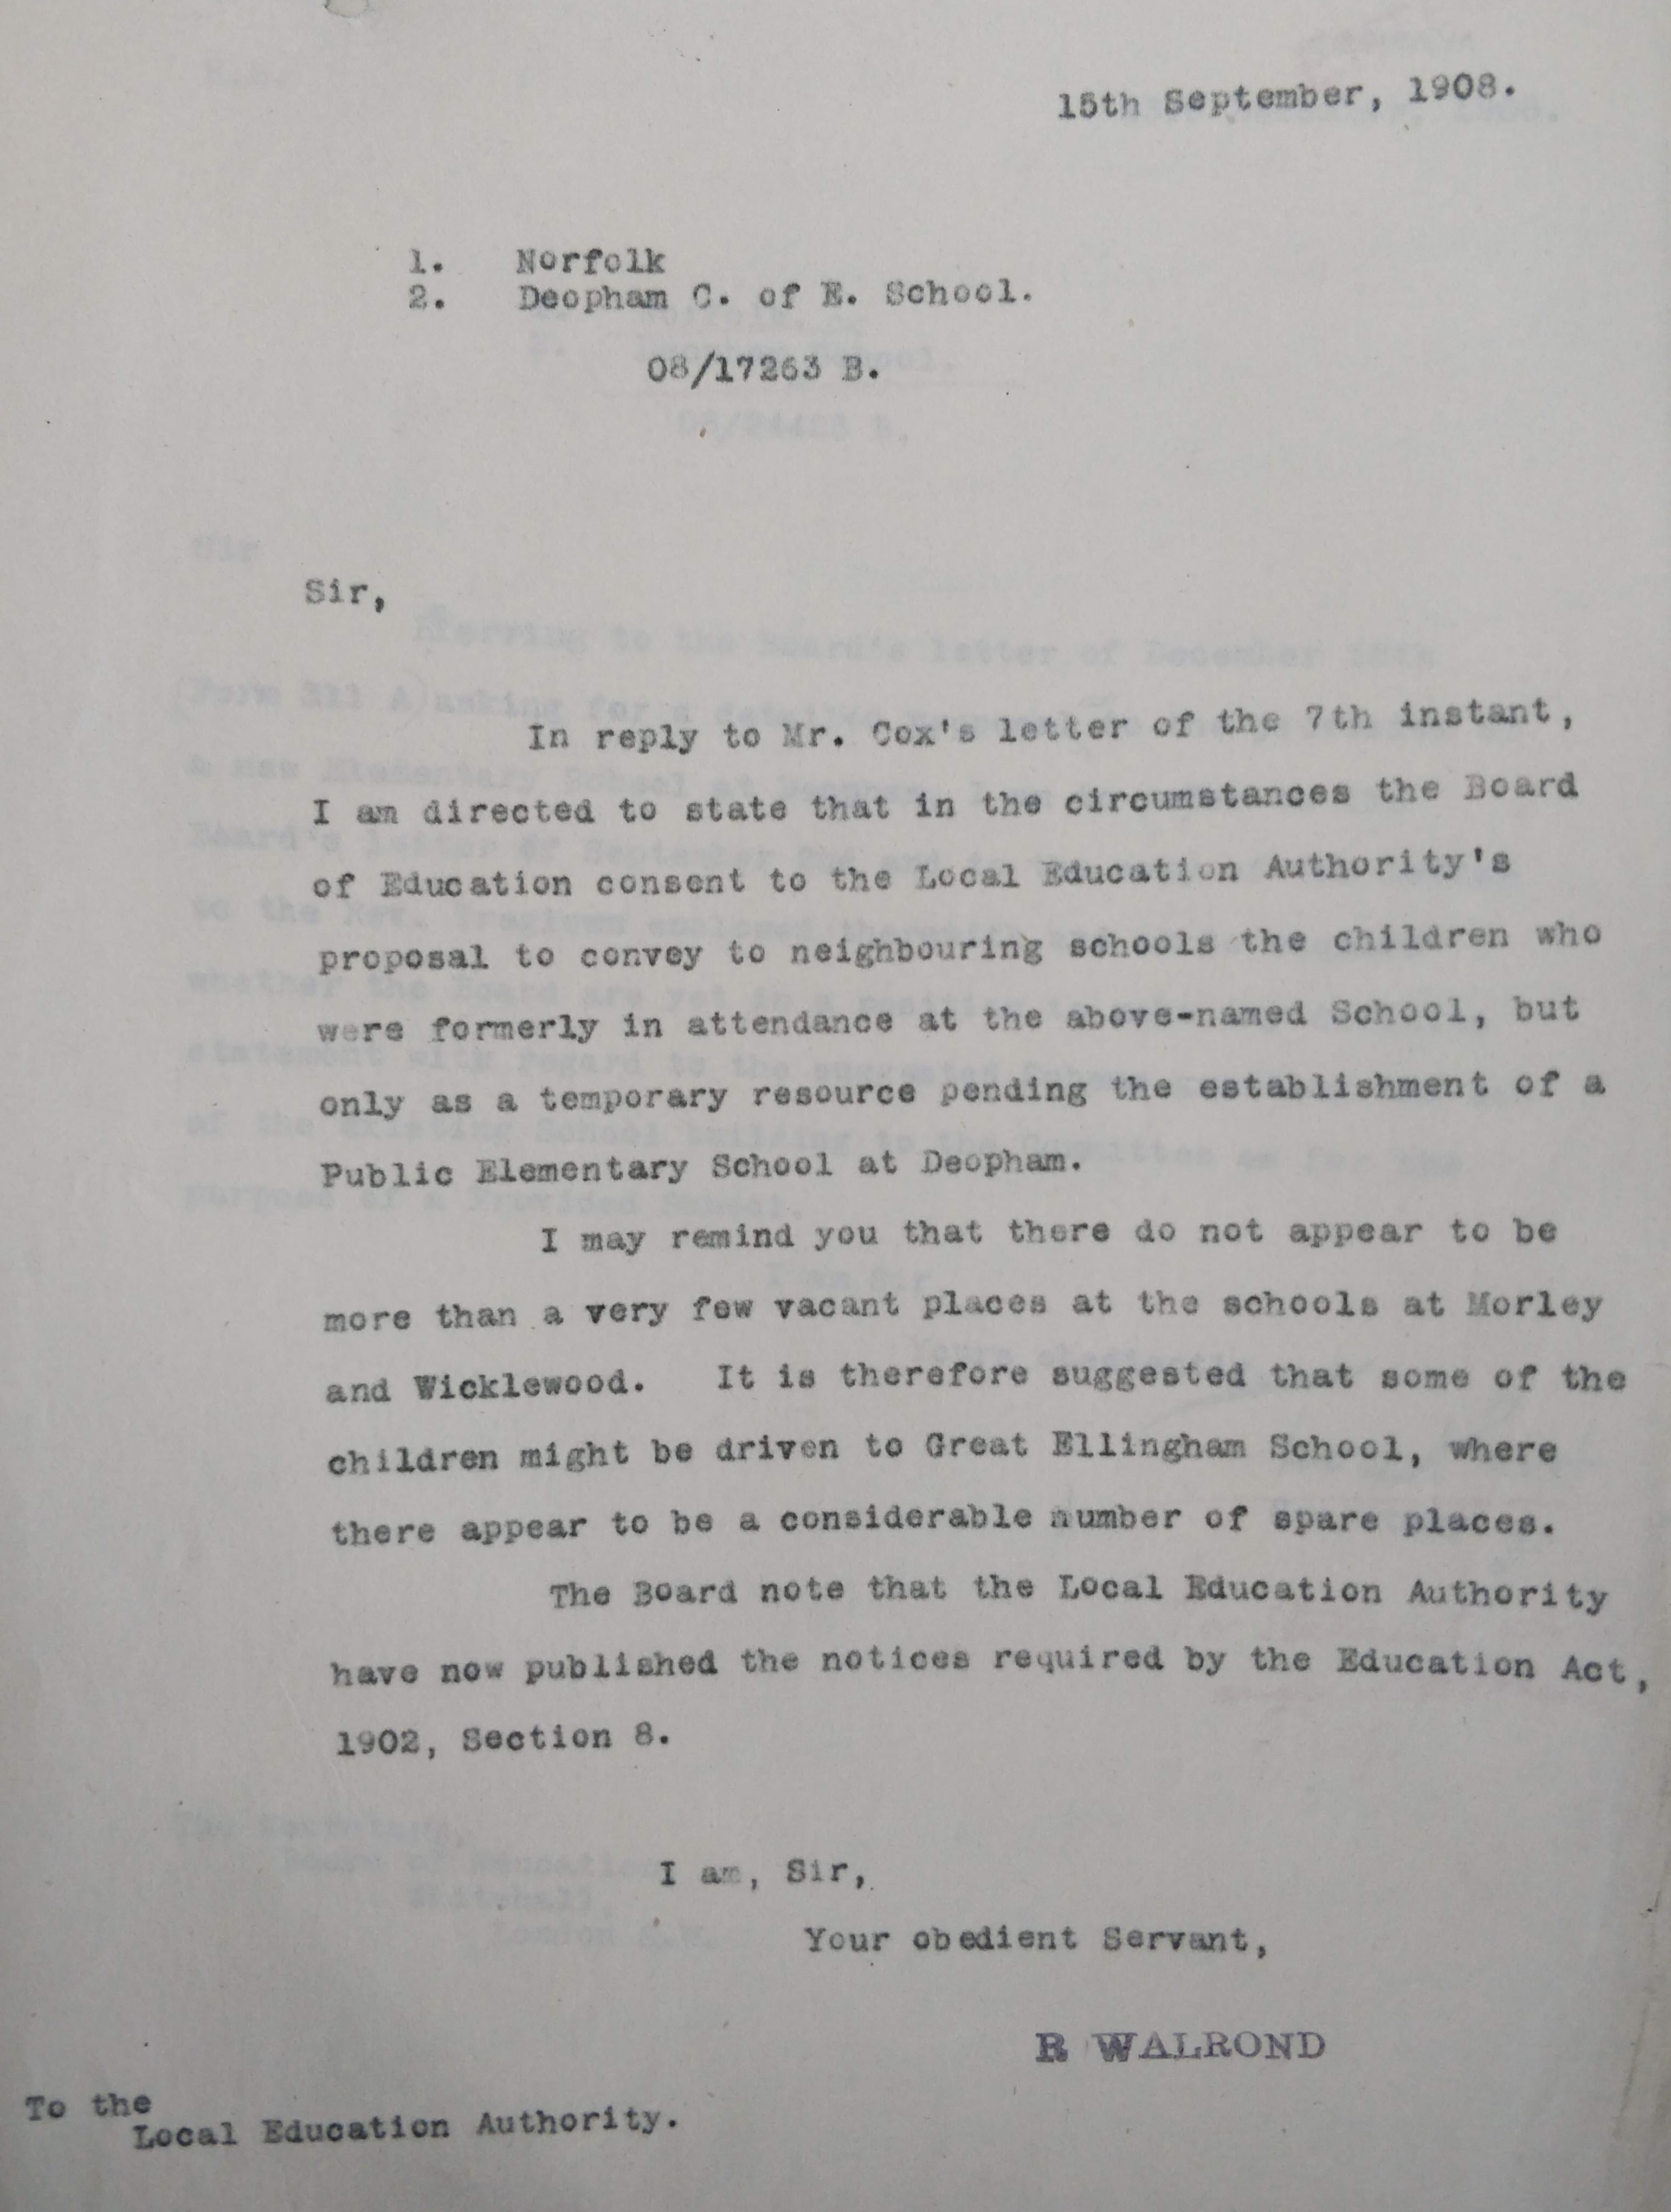 15th September, 1908.
1. Norfolk
2. Deopham C. of E. School.
08/17263 B.
Sir,
In reply to Mr. Cox's letter of the 7th instant,
I am directed to state that in the circumstances the Board
of Education consent to the Local Education Authority's
proposal to convey to neighbouring schools the children who
were formerly in attendance at the above-named School, but
only as a temporary resource pending the establishment of a
Public Elementary School at Deopham.
I may remind you that there do not appear to be
more than a very few vacant places at the schools at Morley
and Wicklewood. It is therefore suggested that some of the
children might be driven to Great Ellingham School, where
there appear to be a considerable number of spare places.
The Board note that the Local Education Authority
have now published the notices required by the Education Act,
1902, Section 8.
I am, Sir,
Your obedient Servant,
R WALROND
To the
Local Education Authority.